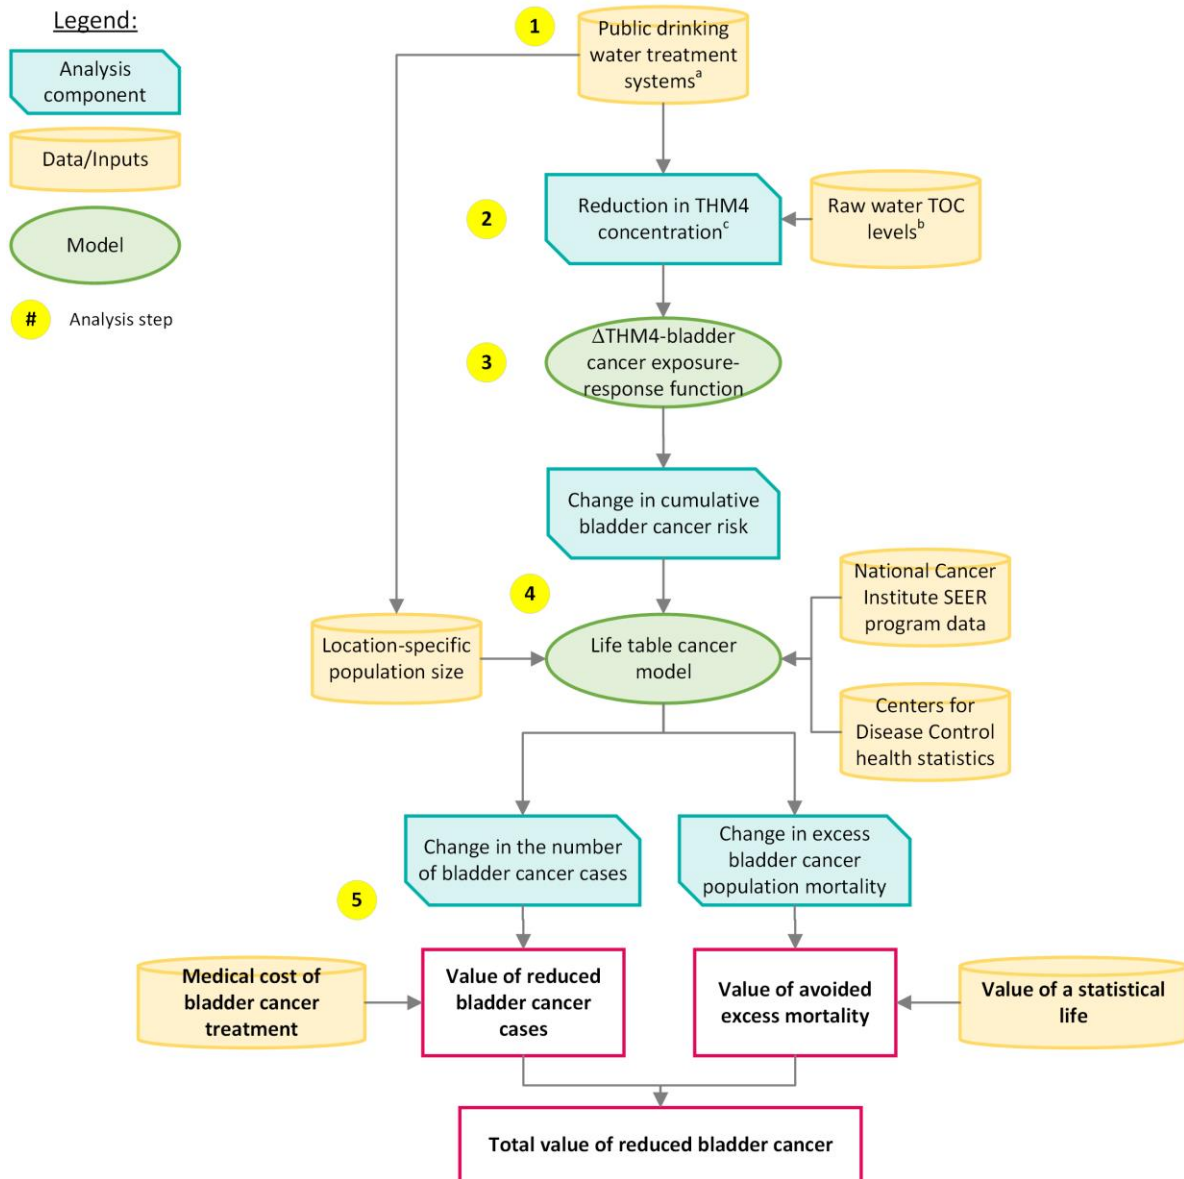 Legend:
Analysis
component
Data/Inputs
Model
#
Analysis step
1
Public drinking
water treatment
systemsᵃ
2
Reduction in THM4
concentrationᶜ
Raw water TOC
levelsᵇ
3
ΔTHM4-bladder
cancer exposure-
response function
Change in cumulative
bladder cancer risk
4
Location-specific
population size
Life table cancer
model
National Cancer
Institute SEER
program data
Centers for
Disease Control
health statistics
Change in the number
of bladder cancer cases
Change in excess
bladder cancer
population mortality
5
Medical cost of
bladder cancer
treatment
Value of reduced
bladder cancer
cases
Value of avoided
excess mortality
Value of a statistical
life
Total value of reduced bladder cancer